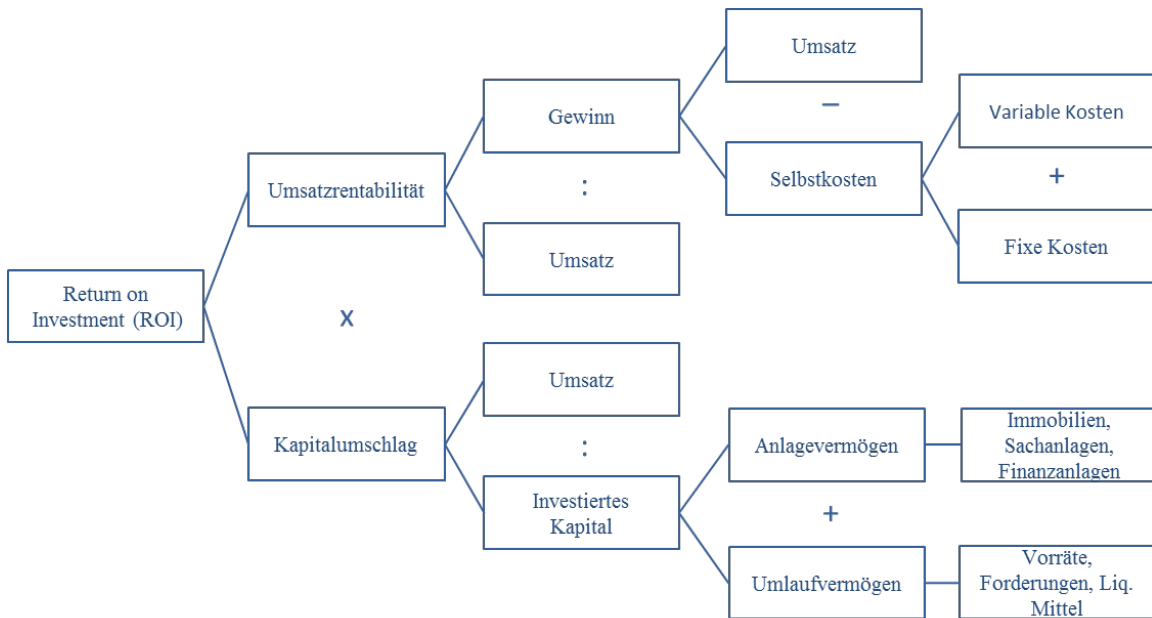 Umsatz
–
Variable Kosten
Gewinn
:
Selbstkosten
+
Umsatzrentabilität
Umsatz
Fixe Kosten
Return on
Investment (ROI)
x
Umsatz
Kapitalumschlag
:
Anlagevermögen
Immobilien,
Sachanlagen,
Finanzanlagen
Investiertes
Kapital
+
Umlaufvermögen
Vorräte,
Forderungen, Liq.
Mittel